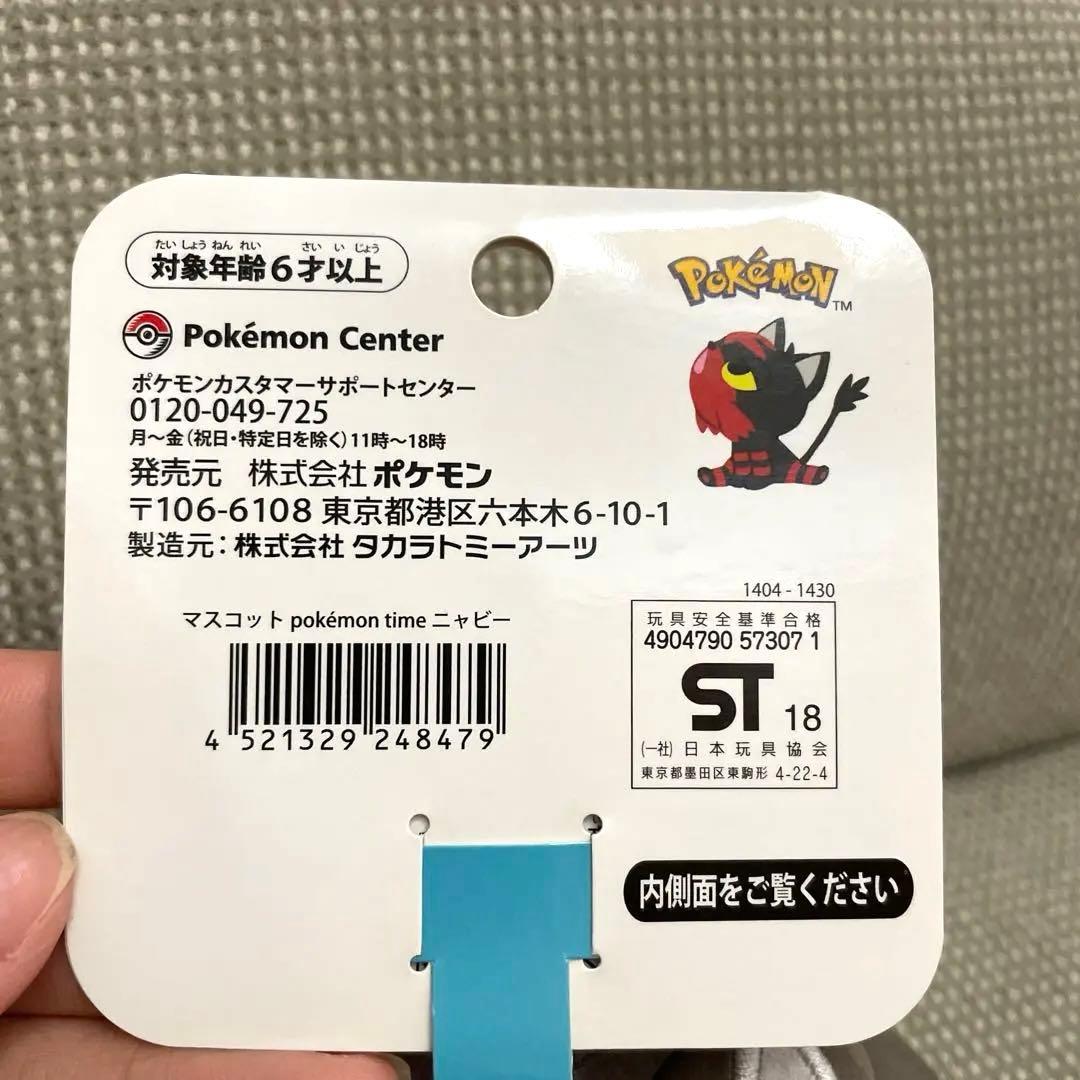 たいしょうねんれい さいいじょう
対象年齢6才以上
POKéMON™
Pokémon Center
ポケモンカスタマーサポートセンター
0120-049-725
月〜金(祝日・特定日を除く)11時〜18時
発売元 株式会社 ポケモン
〒106-6108 東京都港区六本木6-10-1
製造元：株式会社 タカラトミーアーツ
マスコット pokémon time ニャビー
4 521329 248479
1404 - 1430
玩具安全基準合格
4904790 57307 1
ST 18
(一社) 日本玩具協会
東京都墨田区東駒形 4-22-4
内側面をご覧ください